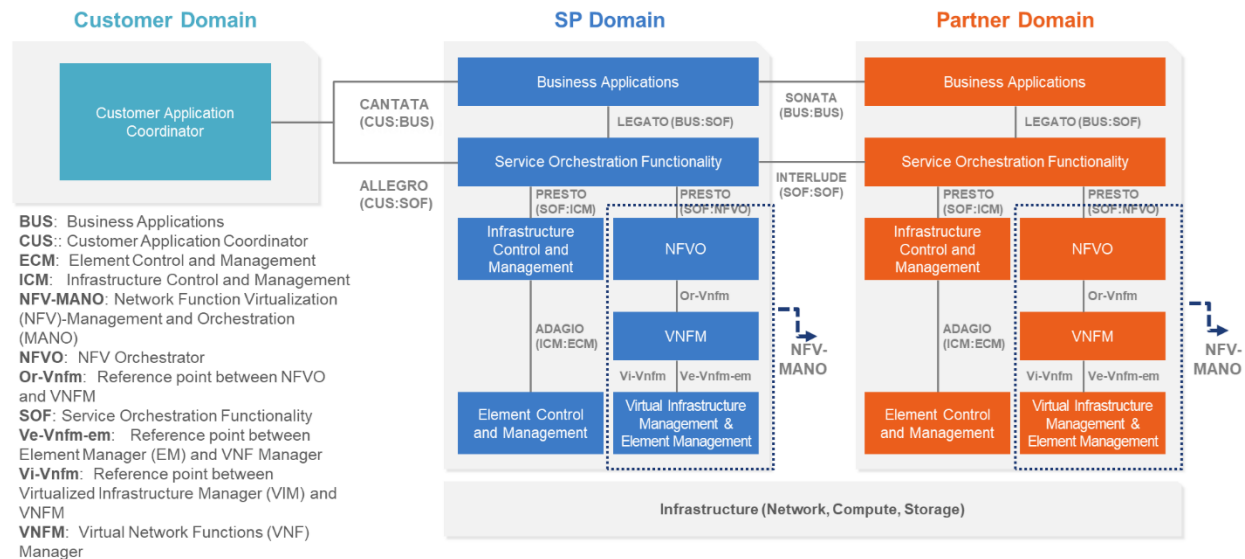 Customer Domain
SP Domain
Partner Domain
Customer Application
Coordinator
CANTATA
(CUS:BUS)
ALLEGRO
(CUS:SOF)
Business Applications
LEGATO (BUS:SOF)
Service Orchestration Functionality
PRESTO
(SOF:ICM)
PRESTO
(SOF:NFVO)
Infrastructure
Control and
Management
NFVO
Or-Vnfm
ADAGIO
(ICM:ECM)
VNFM
Vi-Vnfm
Ve-Vnfm-em
Element Control
and Management
Virtual Infrastructure
Management &
Element Management
NFV-
MANO
SONATA
(BUS:BUS)
INTERLUDE
(SOF:SOF)
Business Applications
LEGATO (BUS:SOF)
Service Orchestration Functionality
PRESTO
(SOF:ICM)
PRESTO
(SOF:NFVO)
Infrastructure
Control and
Management
NFVO
Or-Vnfm
ADAGIO
(ICM:ECM)
VNFM
Vi-Vnfm
Ve-Vnfm-em
Element Control
and Management
Virtual Infrastructure
Management &
Element Management
NFV-
MANO
Infrastructure (Network, Compute, Storage)
BUS: Business Applications
CUS:: Customer Application Coordinator
ECM: Element Control and Management
ICM: Infrastructure Control and Management
NFV-MANO: Network Function Virtualization
(NFV)-Management and Orchestration
(MANO)
NFVO: NFV Orchestrator
Or-Vnfm: Reference point between NFVO
and VNFM
SOF: Service Orchestration Functionality
Ve-Vnfm-em: Reference point between
Element Manager (EM) and VNF Manager
Vi-Vnfm: Reference point between
Virtualized Infrastructure Manager (VIM) and
VNFM
VNFM: Virtual Network Functions (VNF)
Manager